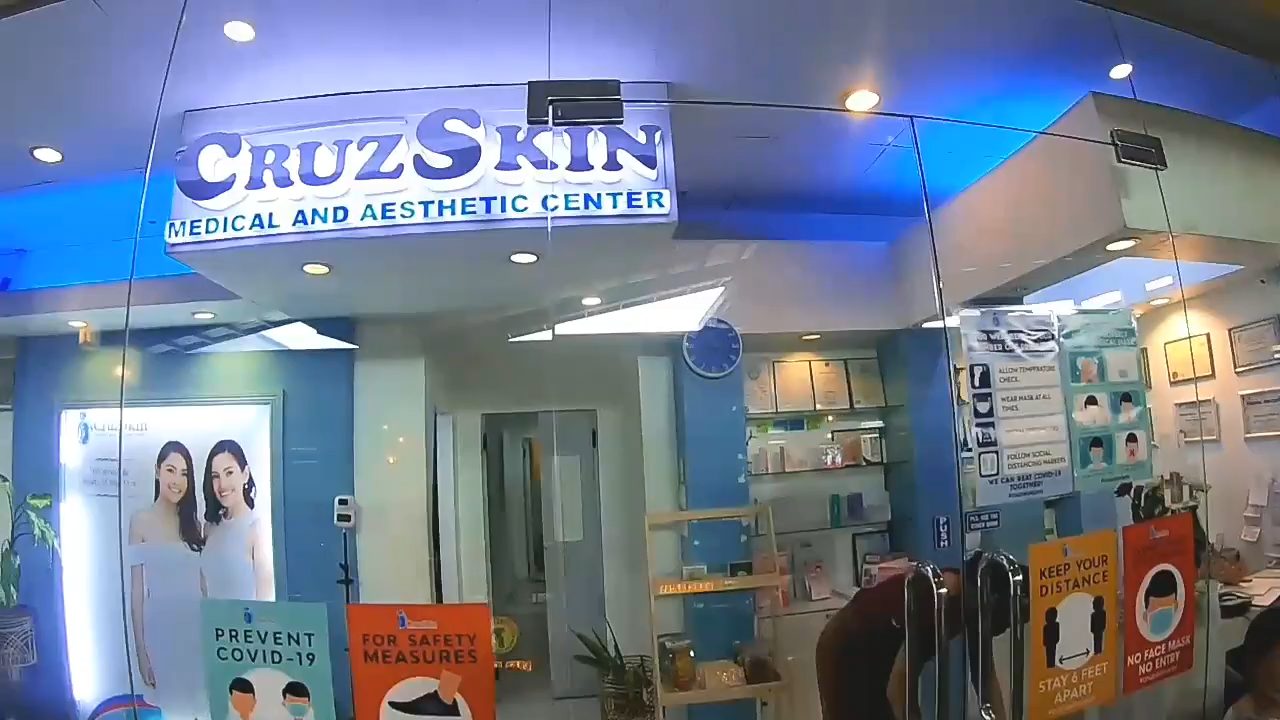 CRUZSKIN
MEDICAL AND AESTHETIC CENTER
CruzSkin
ALLOW TEMPERATURE
CHECK.
WEAR MASK AT ALL
TIMES.
FOLLOW SOCIAL
DISTANCING MARKERS
WE CAN BEAT COVID-19
TOGETHER!
PUSH
PREVENT
COVID-19
FOR SAFETY
MEASURES
KEEP YOUR
DISTANCE
STAY 6 FEET
APART
NO FACE MASK
NO ENTRY